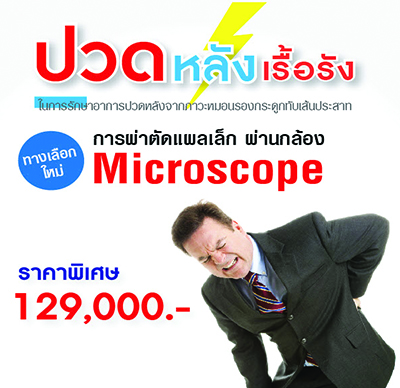 ปวดหลังเรื้อรัง
ในการรักษาอาการปวดหลังจากภาวะหมอนรองกระดูกทับเส้นประสาท
ทางเลือก
ใหม่
การผ่าตัดแผลเล็ก ผ่านกล้อง
Microscope
ราคาพิเศษ
129,000.-